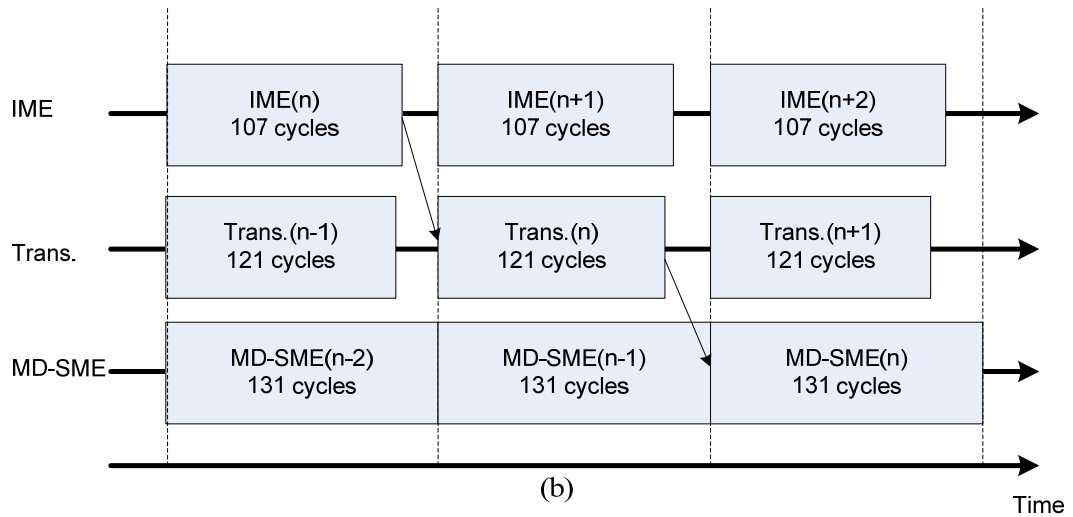 IME
IME(n)
107 cycles
IME(n+1)
107 cycles
IME(n+2)
107 cycles
Trans.
Trans.(n-1)
121 cycles
Trans.(n)
121 cycles
Trans.(n+1)
121 cycles
MD-SME
MD-SME(n-2)
131 cycles
MD-SME(n-1)
131 cycles
MD-SME(n)
131 cycles
(b)
Time